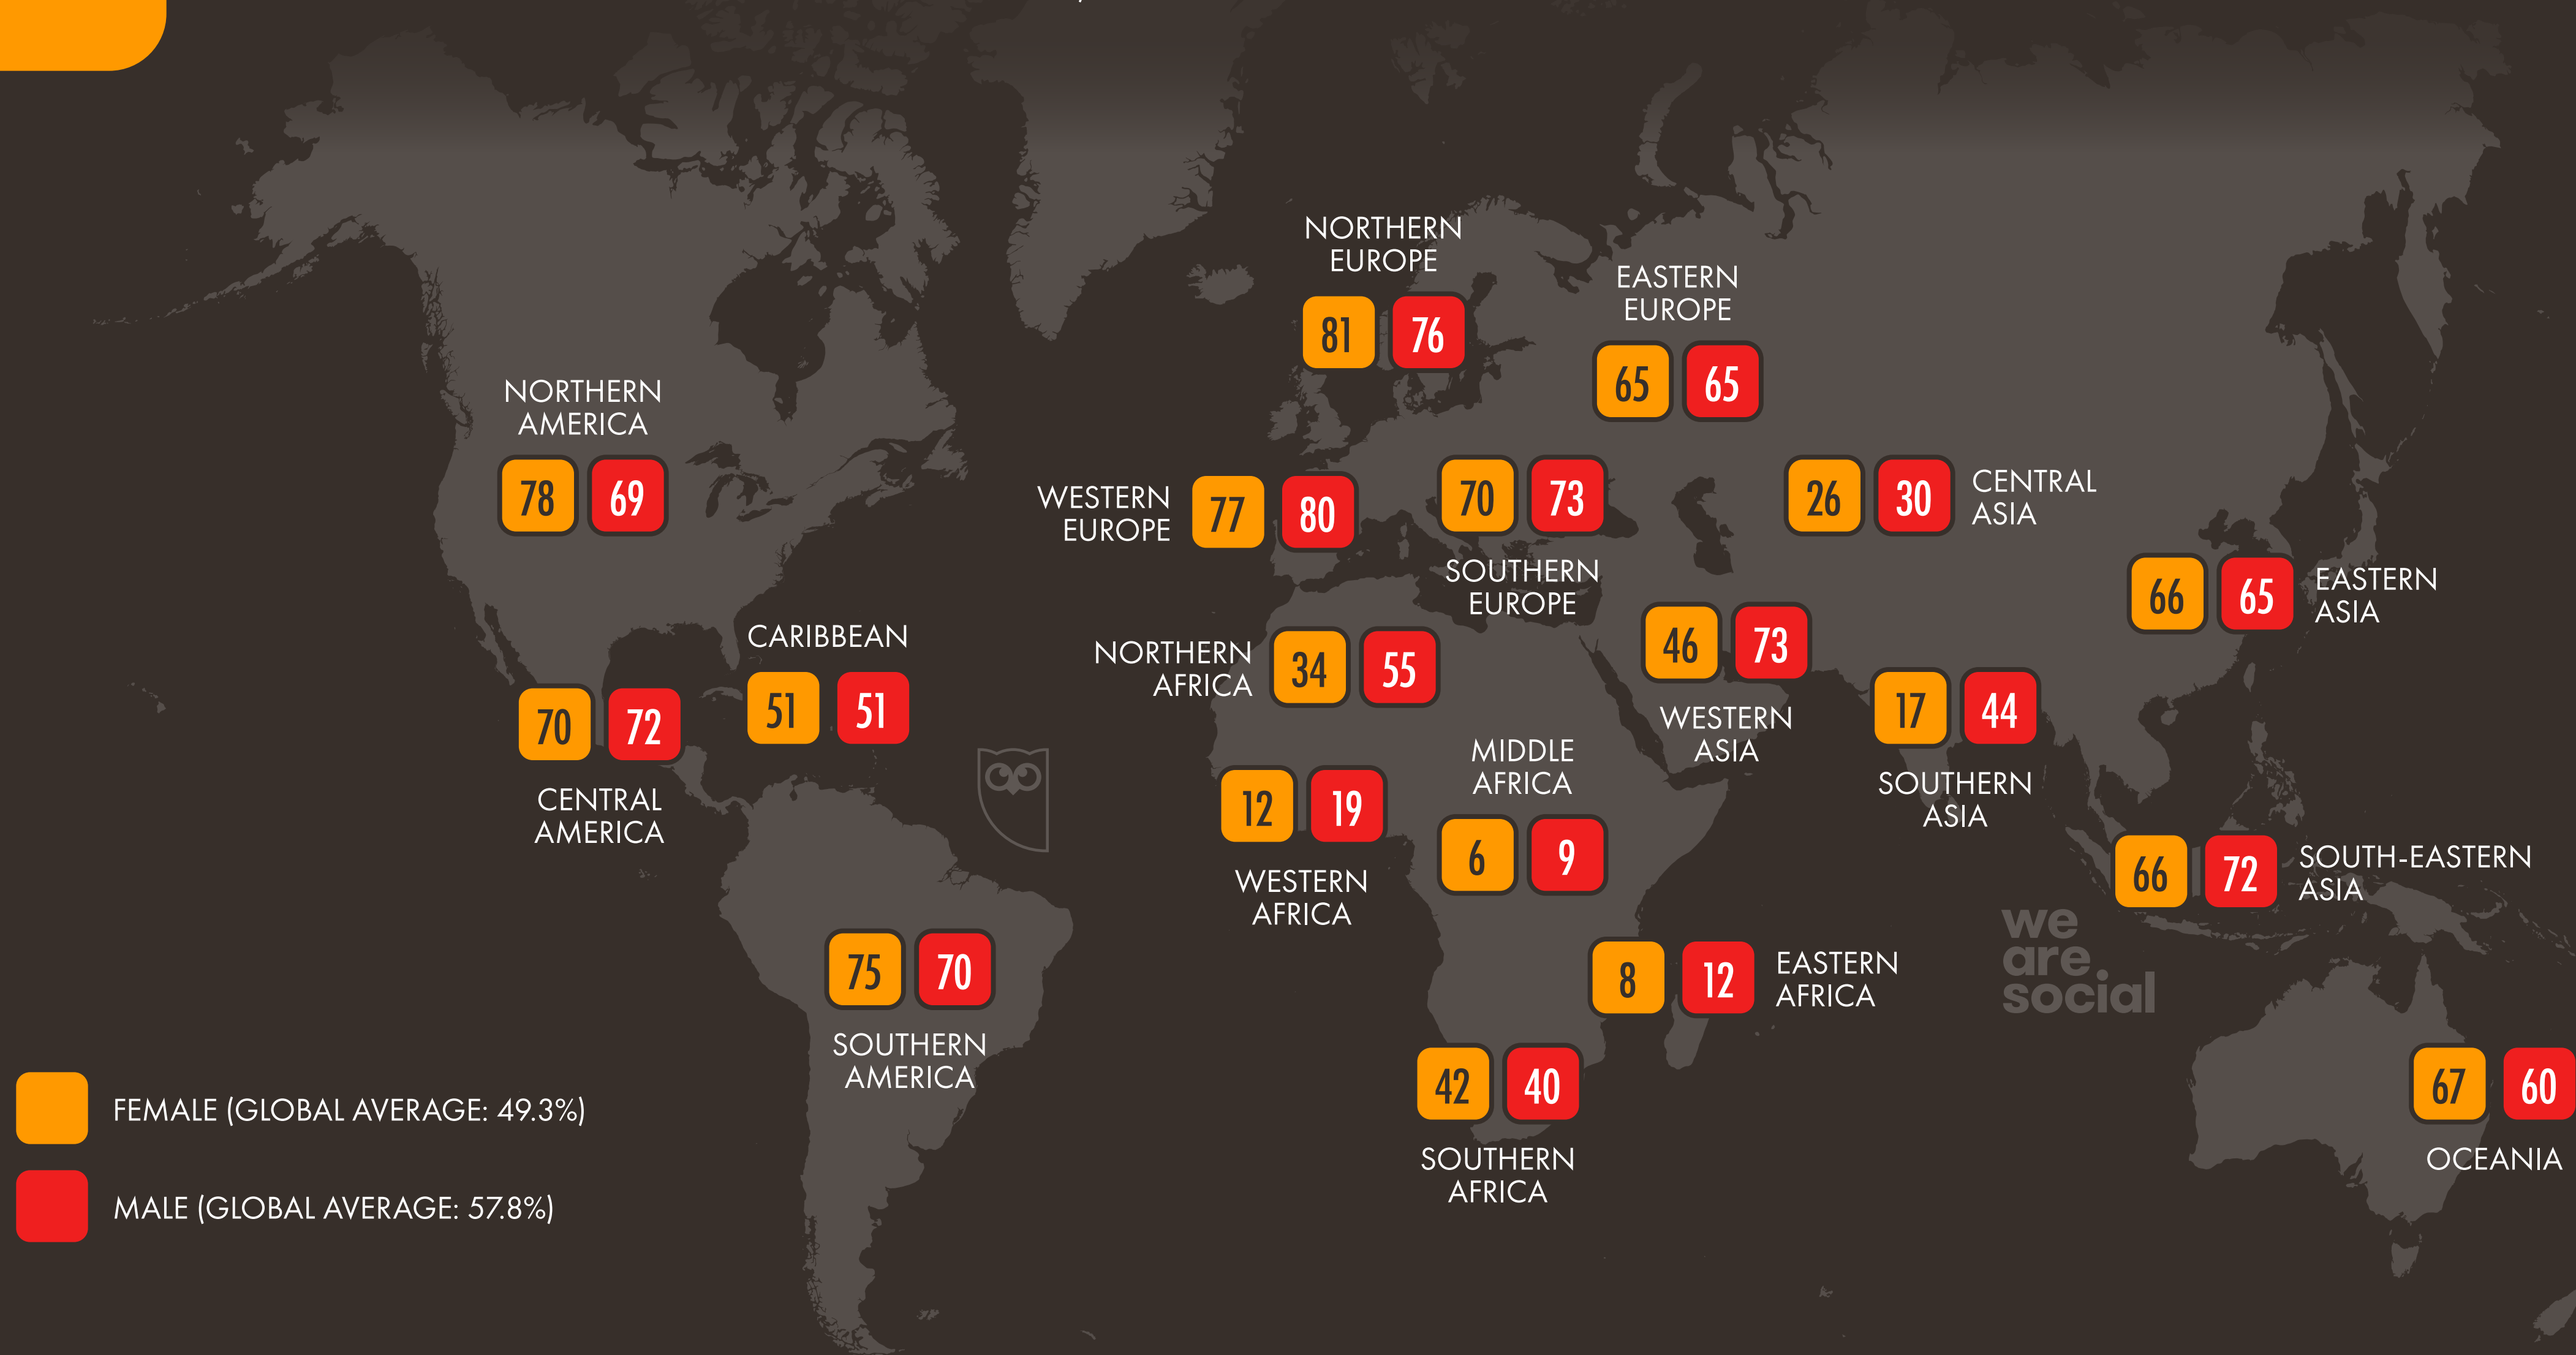 NORTHERN
EUROPE
81 76
EASTERN
EUROPE
65 65
NORTHERN
AMERICA
78 69
WESTERN
EUROPE
77 80
70 73
SOUTHERN
EUROPE
26 30
CENTRAL
ASIA
66 65
EASTERN
ASIA
CARIBBEAN
51 51
NORTHERN
AFRICA
34 55
46 73
WESTERN
ASIA
17 44
SOUTHERN
ASIA
70 72
CENTRAL
AMERICA
12 19
WESTERN
AFRICA
MIDDLE
AFRICA
6 9
66 72
SOUTH-EASTERN
ASIA
we
are
social
75 70
SOUTHERN
AMERICA
8 12
EASTERN
AFRICA
42 40
SOUTHERN
AFRICA
67 60
OCEANIA
FEMALE (GLOBAL AVERAGE: 49.3%)
MALE (GLOBAL AVERAGE: 57.8%)